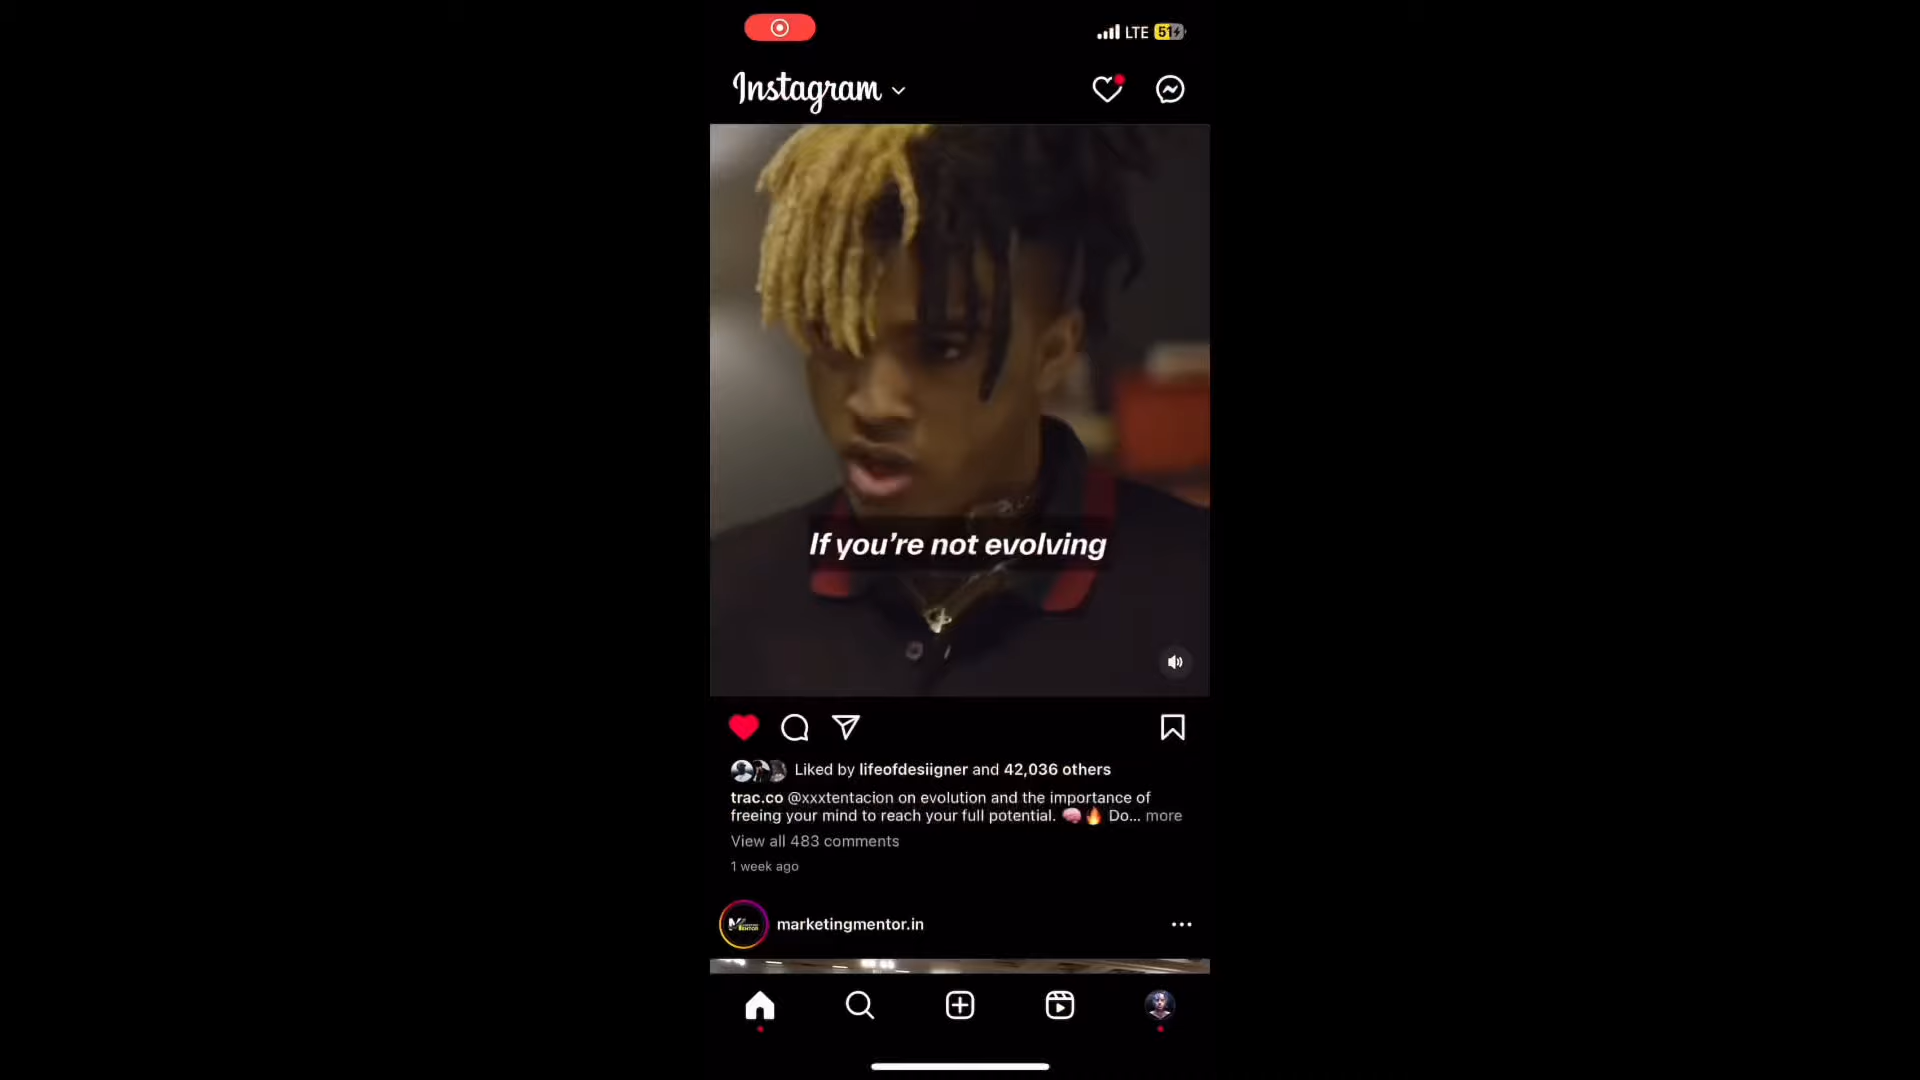 LTE 51
Instagram
If you're not evolving
Liked by lifeofdesiigner and 42,036 others
trac.co @xxxtentacion on evolution and the importance of
freeing your mind to reach your full potential. 🧠🔥 Do... more
View all 483 comments
1 week ago
marketingmentor.in